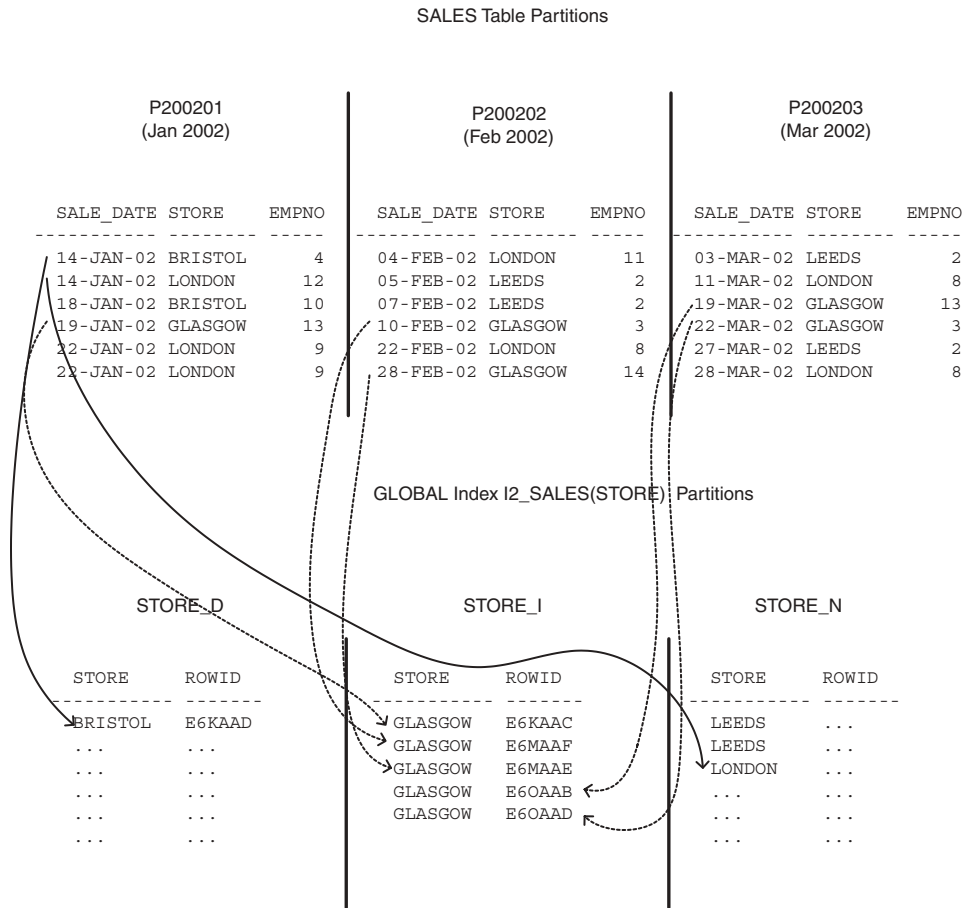 SALES Table Partitions
P200201
(Jan 2002)
P200202
(Feb 2002)
P200203
(Mar 2002)
SALE_DATE STORE EMPNO SALE_DATE STORE EMPNO SALE_DATE STORE EMPNO
----------- -------- ----- ----------- --------- ----- ----------- --------- -----
14-JAN-02 BRISTOL 4 04-FEB-02 LONDON 11 03-MAR-02 LEEDS 2
14-JAN-02 LONDON 12 05-FEB-02 LEEDS 2 11-MAR-02 LONDON 8
18-JAN-02 BRISTOL 10 07-FEB-02 LEEDS 2 19-MAR-02 GLASGOW 13
19-JAN-02 GLASGOW 13 10-FEB-02 GLASGOW 3 22-MAR-02 GLASGOW 3
22-JAN-02 LONDON 9 22-FEB-02 LONDON 8 27-MAR-02 LEEDS 2
22-JAN-02 LONDON 9 28-FEB-02 GLASGOW 14 28-MAR-02 LONDON 8
GLOBAL Index I2_SALES(STORE) Partitions
STORE_D STORE_I STORE_N
STORE ROWID STORE ROWID STORE ROWID
----------- ------- ----------- ------- ----------- -------
BRISTOL E6KAAD GLASGOW E6KAAC LEEDS ...
... ... GLASGOW E6MAAF LEEDS ...
... ... GLASGOW E6MAAE LONDON ...
... ... GLASGOW E6OAAB ... ...
... ... GLASGOW E6OAAD ... ...
... ... ... ...